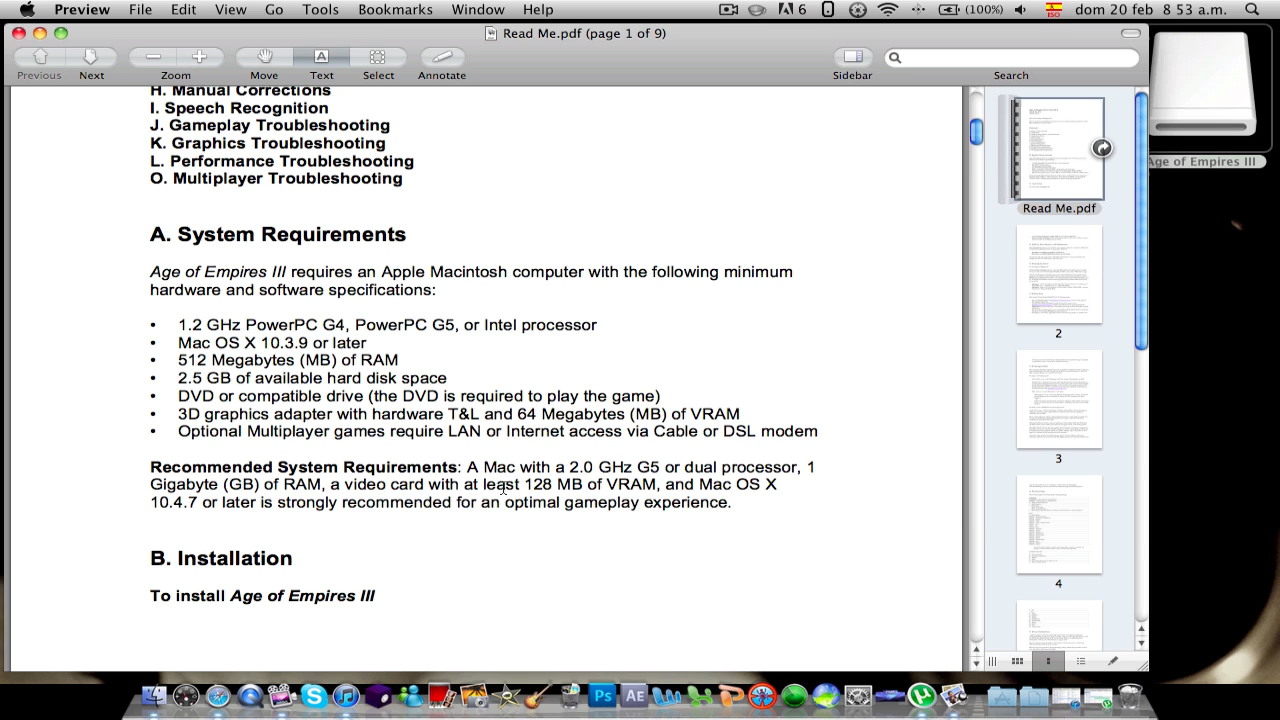 Preview File Edit View Go Tools Bookmarks Window Help 6 (100%) ISO dom 20 feb 8 53 a.m.
Read Me.pdf (page 1 of 9)
Previous Next Zoom Move Text Select Annotate Sidebar Search
H. Manual Corrections
I. Speech Recognition
J. Gameplay Troubleshooting
K. Graphics Troubleshooting
L. Performance Troubleshooting
O. Multiplayer Troubleshooting
A. System Requirements
Age of Empires III requires an Apple Macintosh computer with the following minimum
hardware and software specifications:
• 1.2 GHz PowerPC G4, PowerPC G5, or Intel processor
• Mac OS X 10.3.9 or later
• 512 Megabytes (MB) of RAM
• 2.5 GB of available hard disk space
• DVD or compatible drive (DVD is required to play the game)
• 3D graphics adapter with hardware T&L and 64 Megabytes (MB) of VRAM
• Optional Multiplayer game requires LAN or Internet access via cable or DSL modem
Recommended System Requirements: A Mac with a 2.0 GHz G5 or dual processor, 1
Gigabyte (GB) of RAM, a video card with at least 128 MB of VRAM, and Mac OS X
10.4.7 or later is strongly recommended for an optimal gameplay experience.
B. Installation
To install Age of Empires III
Read Me.pdf
2
3
4
Age of Empires III
Ps AE